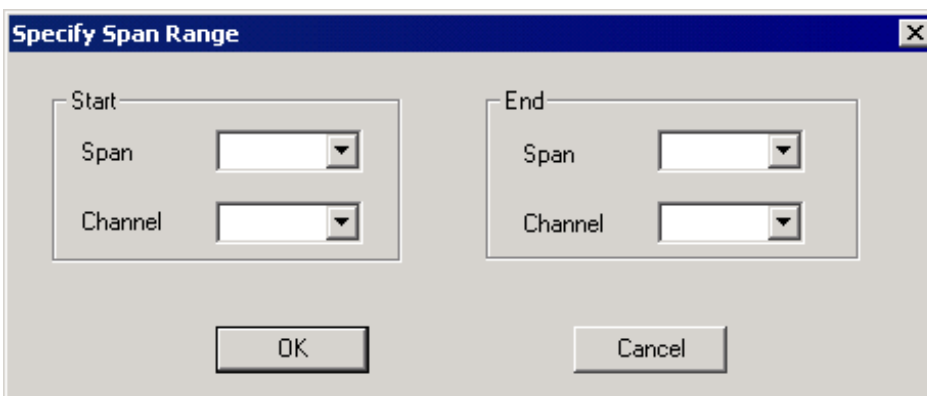 Specify Span Range
Start
Span
Channel
End
Span
Channel
OK
Cancel